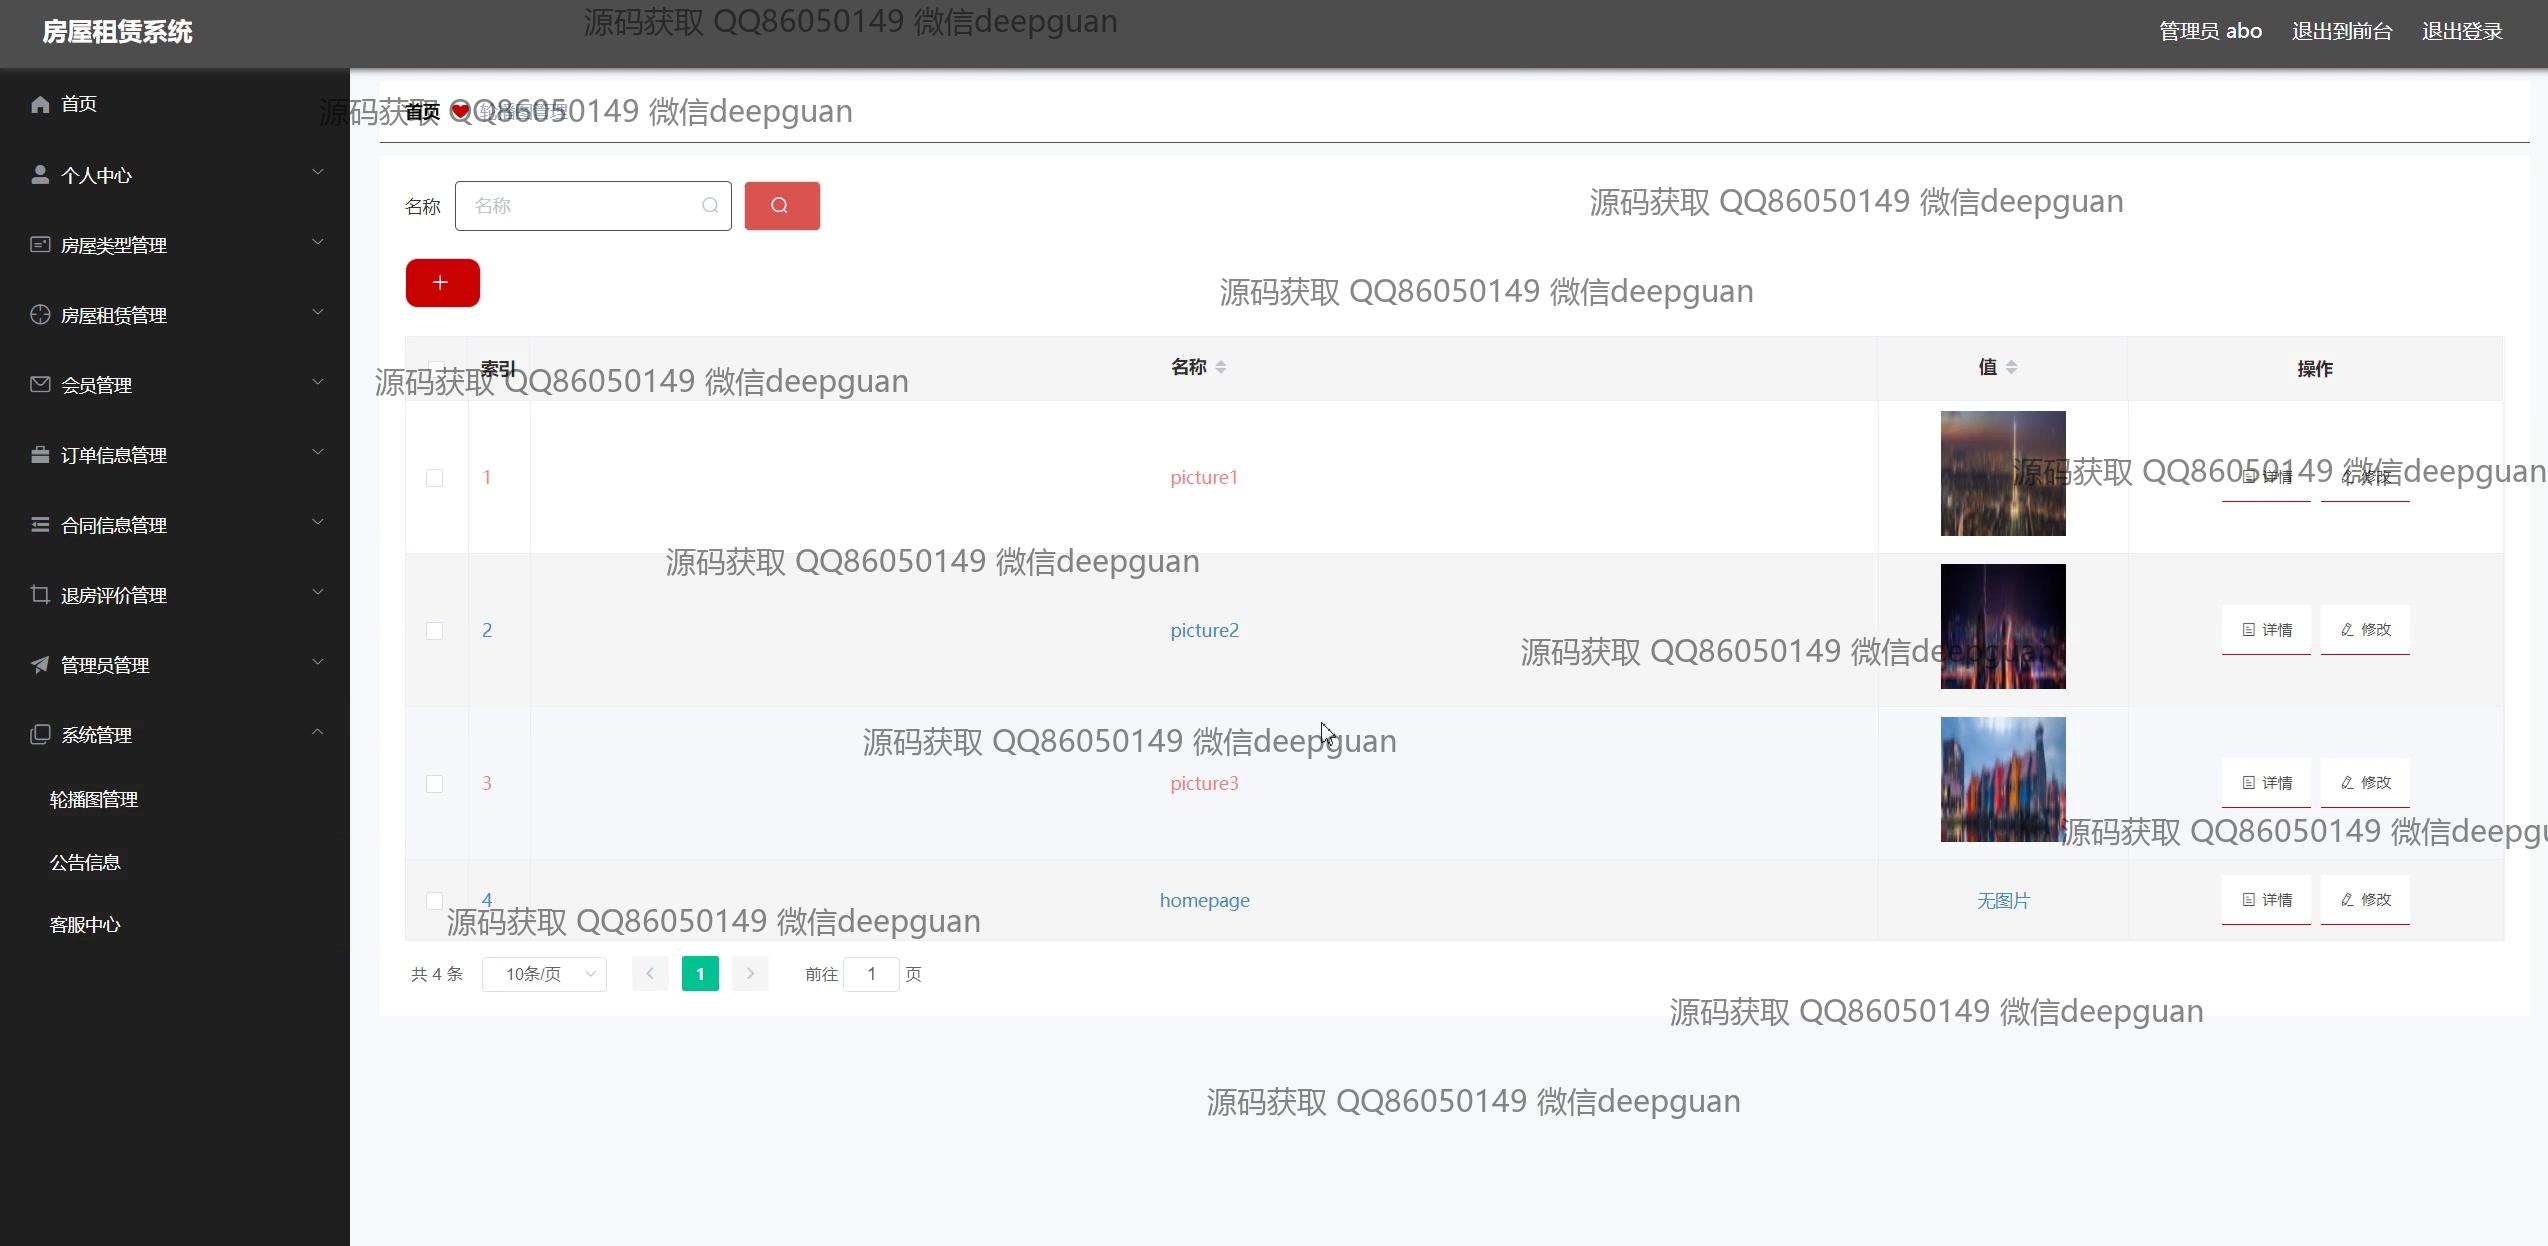 房屋租赁系统
源码获取 QQ86050149 微信deepguan
管理员 abo
退出到前台
退出登录
首页
个人中心
房屋类型管理
房屋租赁管理
会员管理
订单信息管理
合同信息管理
退房评价管理
管理员管理
系统管理
轮播图管理
公告信息
客服中心
源码获取 QQ86050149 微信deepguan
首页 轮播图管理
名称 名称
源码获取 QQ86050149 微信deepguan
源码获取 QQ86050149 微信deepguan
索引 名称 值 操作
源码获取 QQ86050149 微信deepguan
1 picture1 详情 修改
源码获取 QQ86050149 微信deepguan
源码获取 QQ86050149 微信deepguan
2 picture2 详情 修改
源码获取 QQ86050149 微信deepguan
源码获取 QQ86050149 微信deepguan
3 picture3 详情 修改
源码获取 QQ86050149 微信deepgu
4 homepage 无图片 详情 修改
源码获取 QQ86050149 微信deepguan
共 4 条 10条/页 1 前往 1 页
源码获取 QQ86050149 微信deepguan
源码获取 QQ86050149 微信deepguan